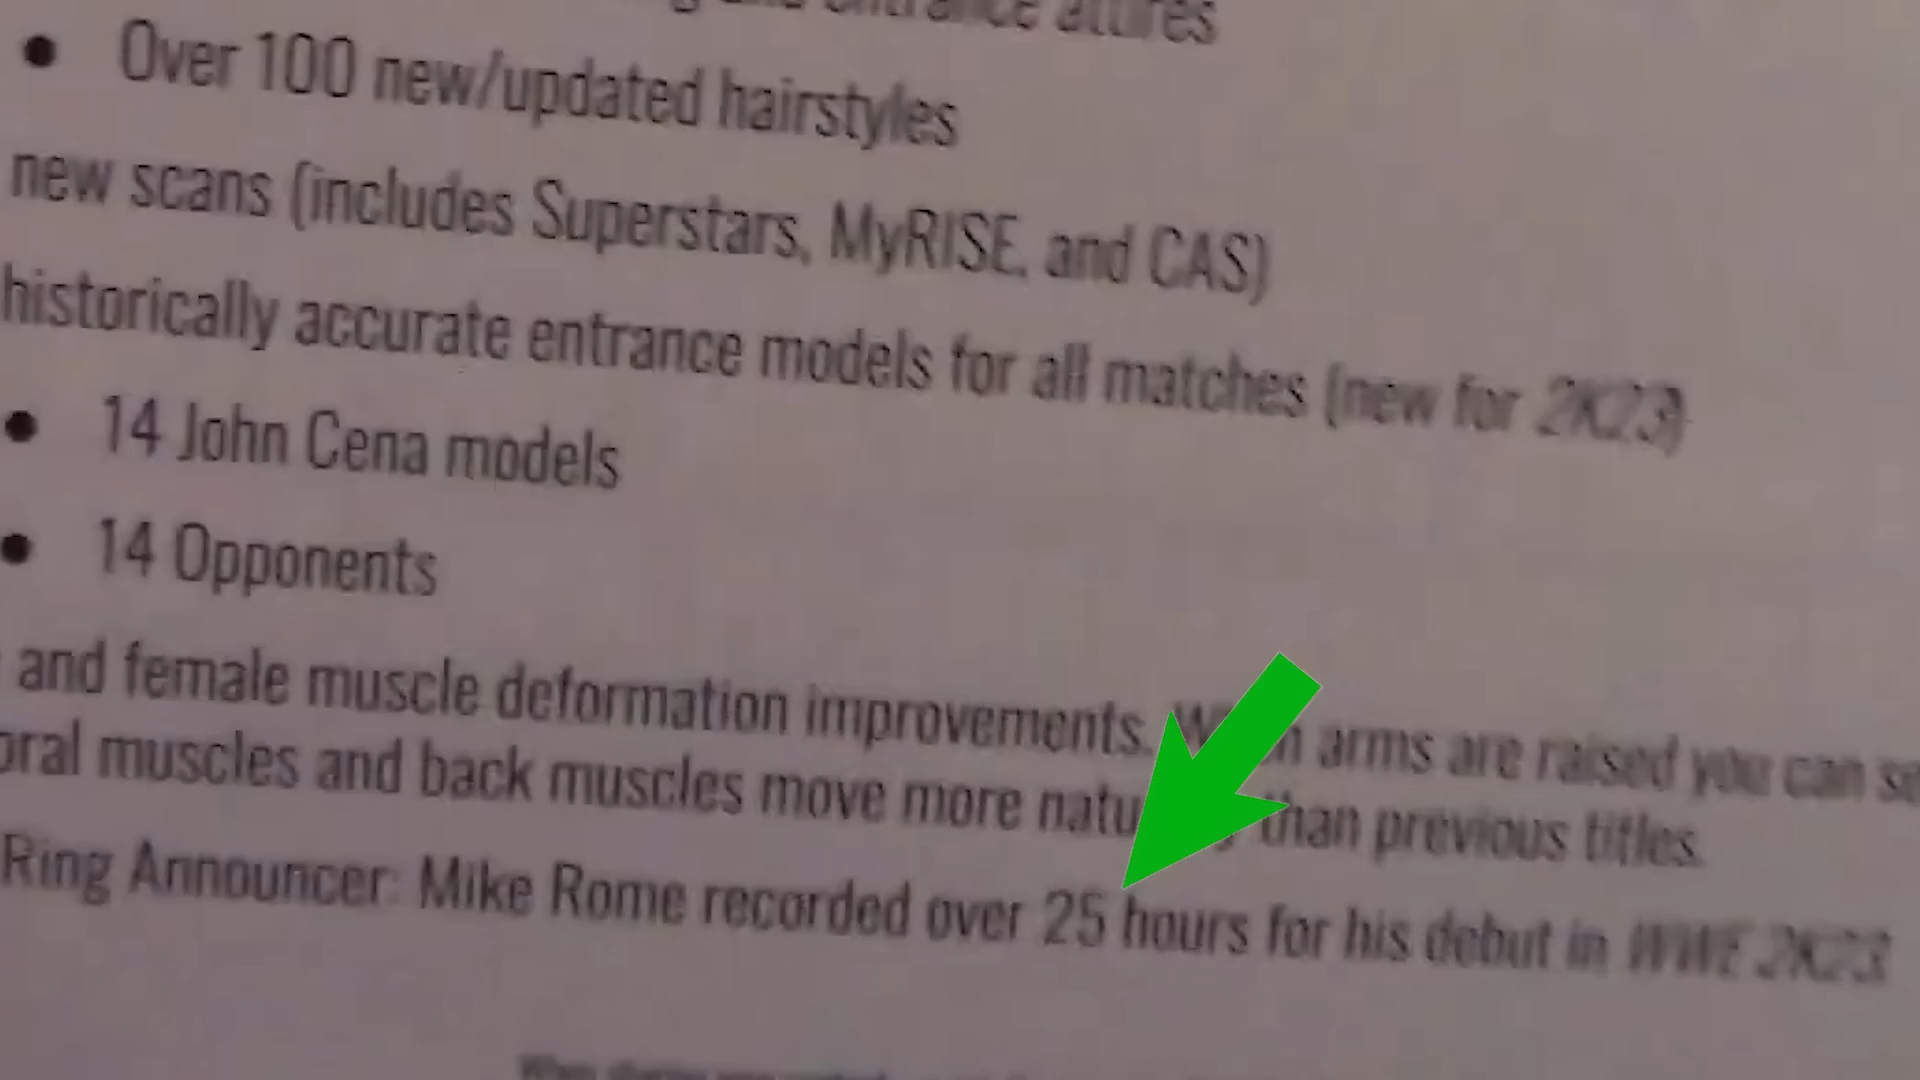 entrance attires
• Over 100 new/updated hairstyles
new scans (includes Superstars, MyRISE, and CAS)
historically accurate entrance models for all matches (new for 2K23)
• 14 John Cena models
• 14 Opponents
and female muscle deformation improvements. arms are raised you can
muscles and back muscles move more than previous titles.
Ring Announcer: Mike Rome recorded over 25 hours for his debut in WWE 2K23